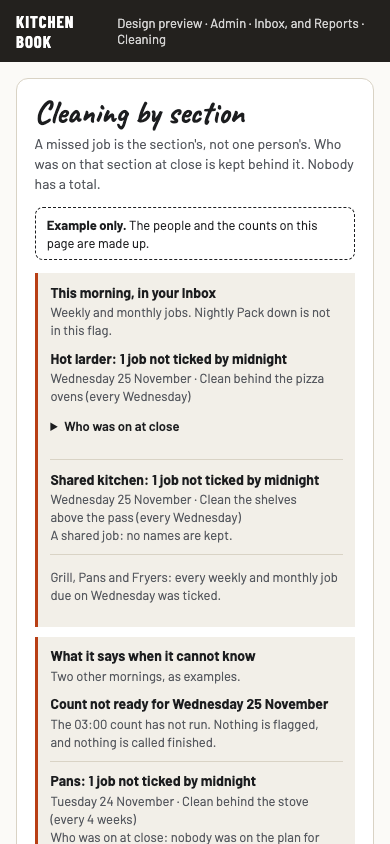 KITCHEN
BOOK
Design preview · Admin · Inbox, and Reports ·
Cleaning
Cleaning by section
A missed job is the section's, not one person's. Who
was on that section at close is kept behind it. Nobody
has a total.
Example only. The people and the counts on this
page are made up.
This morning, in your Inbox
Weekly and monthly jobs. Nightly Pack down is not
in this flag.
Hot larder: 1 job not ticked by midnight
Wednesday 25 November · Clean behind the pizza
ovens (every Wednesday)
▶ Who was on at close
Shared kitchen: 1 job not ticked by midnight
Wednesday 25 November · Clean the shelves
above the pass (every Wednesday)
A shared job: no names are kept.
Grill, Pans and Fryers: every weekly and monthly job
due on Wednesday was ticked.
What it says when it cannot know
Two other mornings, as examples.
Count not ready for Wednesday 25 November
The 03:00 count has not run. Nothing is flagged,
and nothing is called finished.
Pans: 1 job not ticked by midnight
Tuesday 24 November · Clean behind the stove
(every 4 weeks)
Who was on at close: nobody was on the plan for